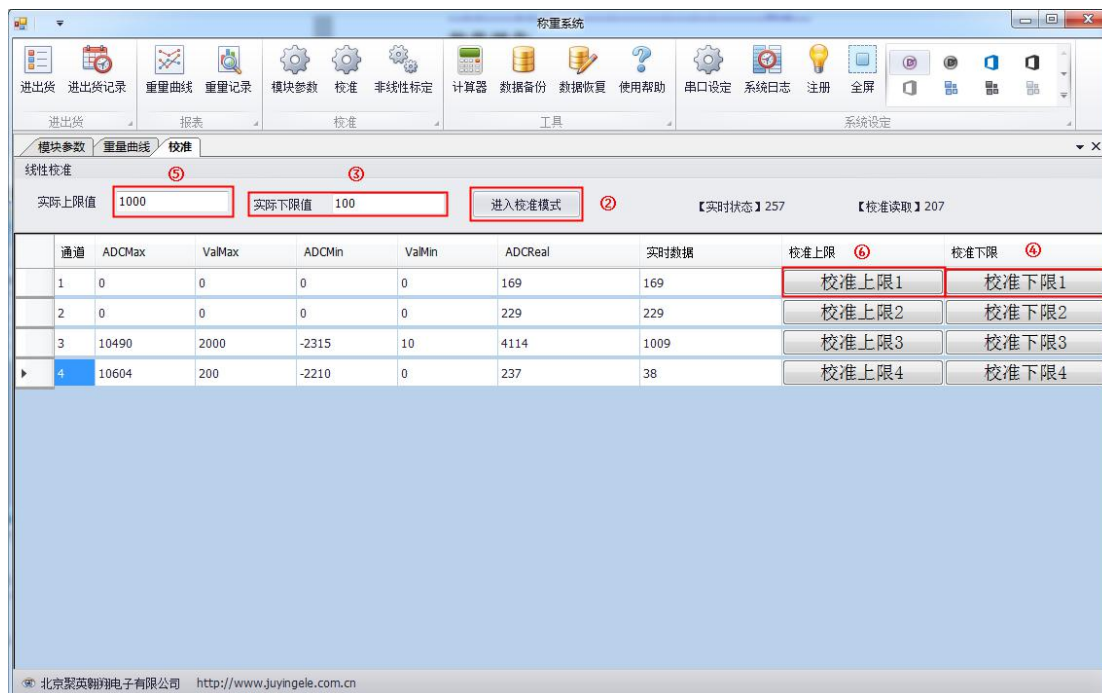 称重系统
进出货 进出货记录 重量曲线 重量记录 模块参数 校准 非线性标定 计算器 数据备份 数据恢复 使用帮助 串口设定 系统日志 注册 全屏
进出货 报表 校准 工具 系统设定
模块参数 重量曲线 校准
线性校准 ⑤ ③
实际上限值 1000 实际下限值 100 进入校准模式 ② 【实时状态】257 【校准读取】207
通道 ADCMax ValMax ADCMin ValMin ADCReal 实时数据 校准上限 ⑥ 校准下限 ④
1 0 0 0 0 169 169 校准上限1 校准下限1
2 0 0 0 0 229 229 校准上限2 校准下限2
3 10490 2000 -2315 10 4114 1009 校准上限3 校准下限3
4 10604 200 -2210 0 237 38 校准上限4 校准下限4
北京聚英翱翔电子有限公司 http://www.juyingele.com.cn